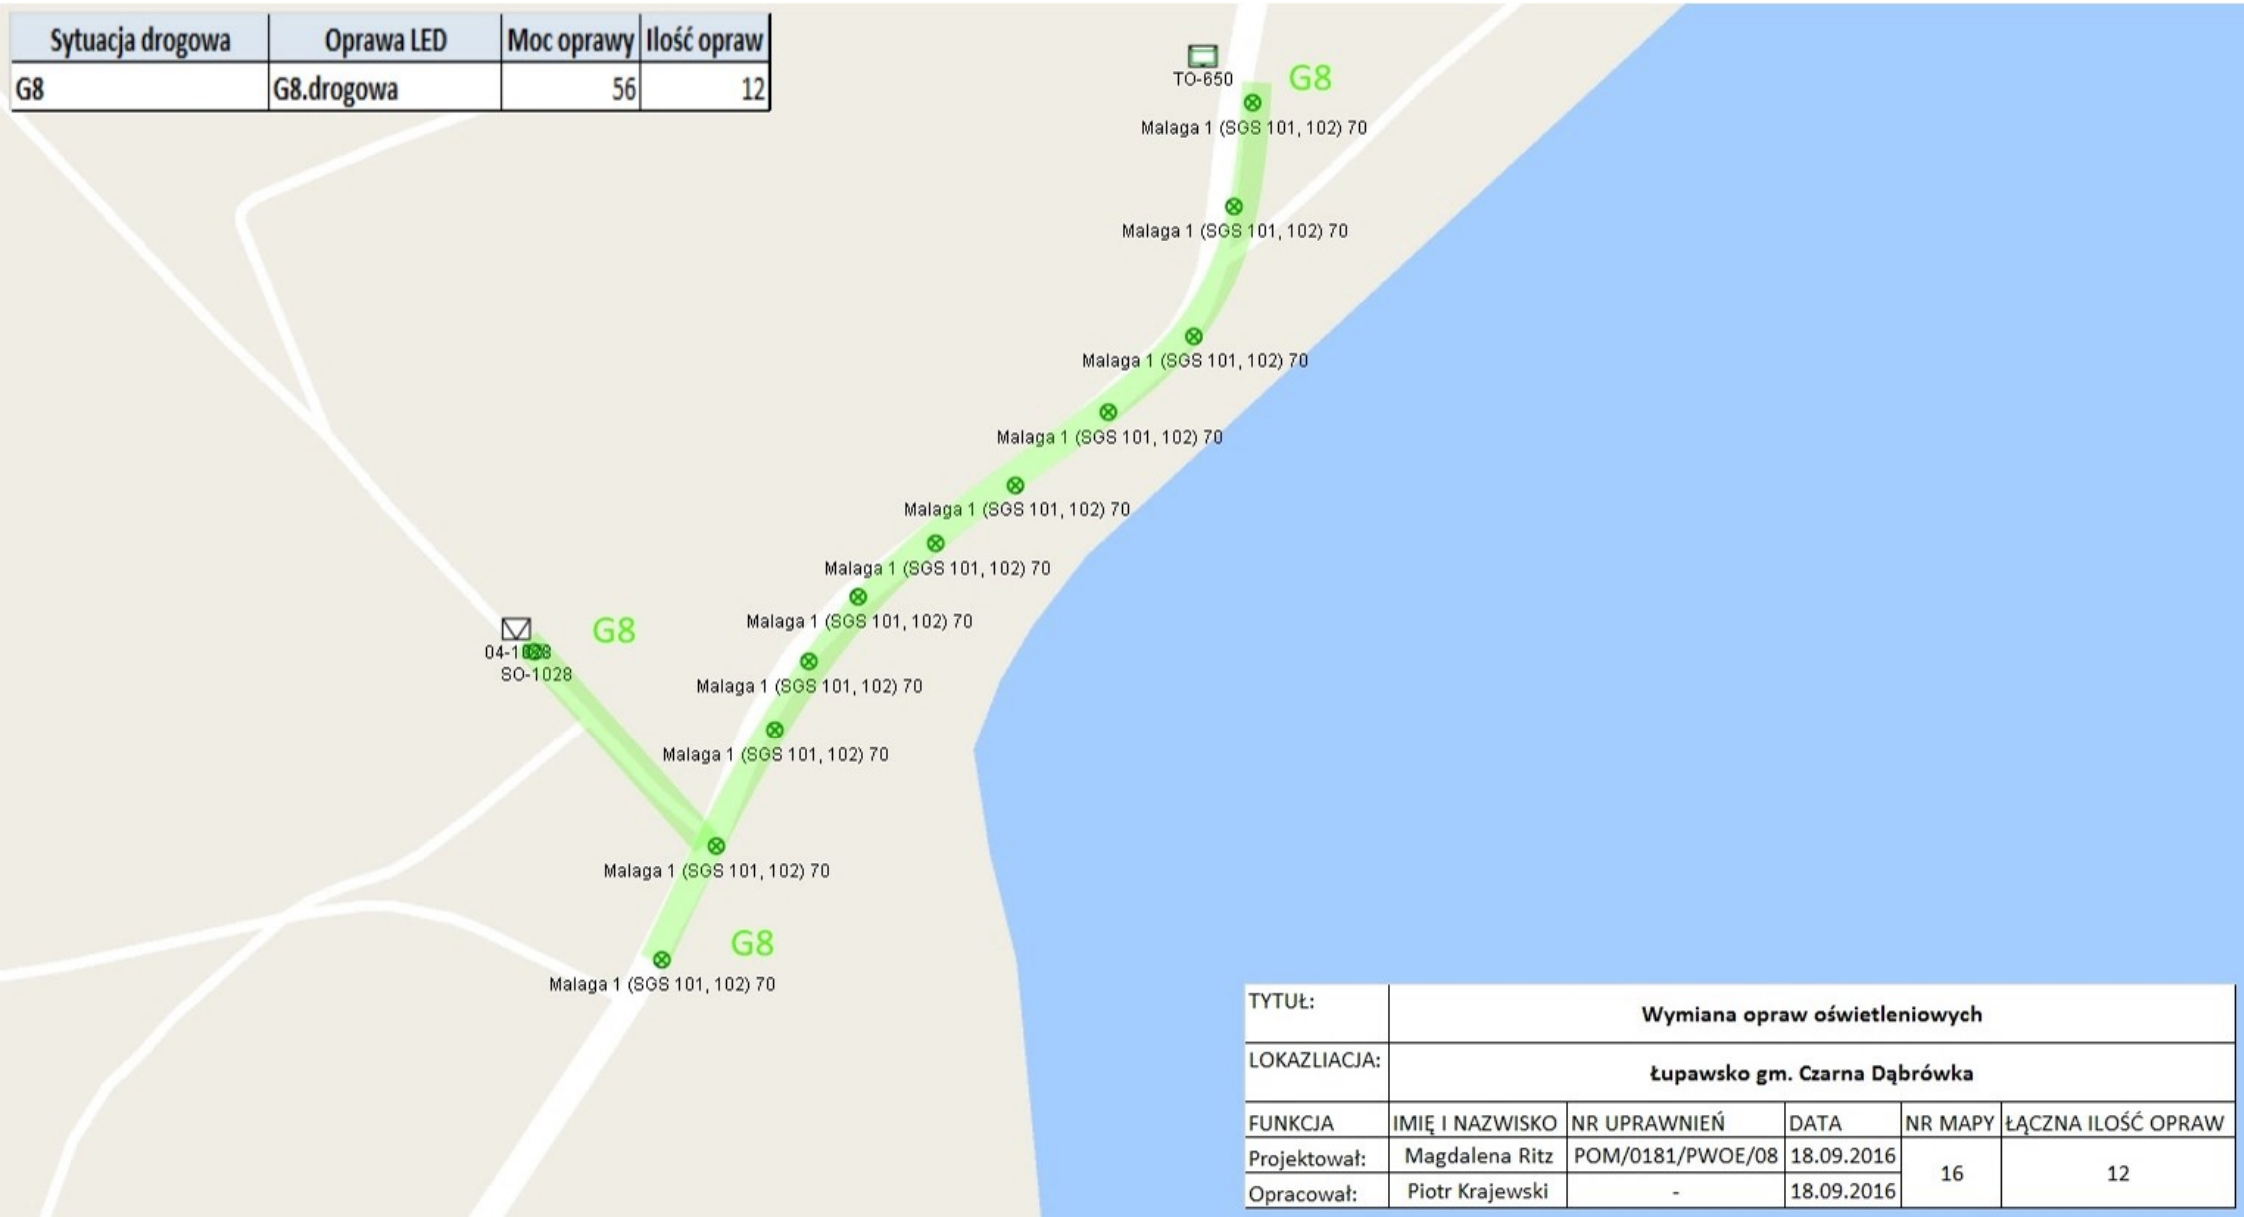 Sytuacja drogowa Oprawa LED Moc oprawy Ilość opraw
G8 G8.drogowa 56 12
TO-650
G8
Malaga 1 (SGS 101, 102) 70
Malaga 1 (SGS 101, 102) 70
Malaga 1 (SGS 101, 102) 70
Malaga 1 (SGS 101, 102) 70
Malaga 1 (SGS 101, 102) 70
Malaga 1 (SGS 101, 102) 70
Malaga 1 (SGS 101, 102) 70
G8
SO-1028
Malaga 1 (SGS 101, 102) 70
Malaga 1 (SGS 101, 102) 70
Malaga 1 (SGS 101, 102) 70
G8
Malaga 1 (SGS 101, 102) 70
TYTUŁ: Wymiana opraw oświetleniowych
LOKAZLIACJA: Łupawsko gm. Czarna Dąbrówka
FUNKCJA IMIĘ I NAZWISKO NR UPRAWNIEŃ DATA NR MAPY ŁĄCZNA ILOŚĆ OPRAW
Projektował: Magdalena Ritz POM/0181/PWOE/08 18.09.2016 16 12
Opracował: Piotr Krajewski - 18.09.2016